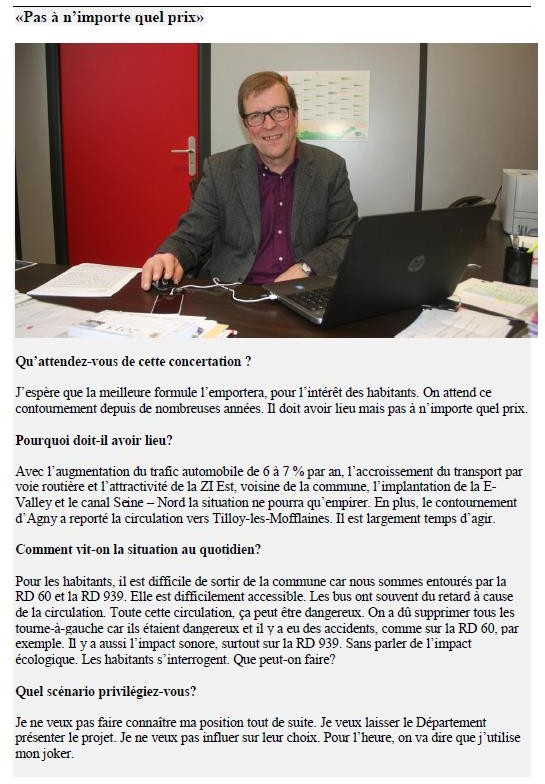 «Pas à n’importe quel prix»
Qu’attendez-vous de cette concertation ?
J’espère que la meilleure formule l’emportera, pour l’intérêt des habitants. On attend ce
contournement depuis de nombreuses années. Il doit avoir lieu mais pas à n’importe quel prix.
Pourquoi doit-il avoir lieu?
Avec l’augmentation du trafic automobile de 6 à 7 % par an, l’accroissement du transport par
voie routière et l’attractivité de la ZI Est, voisine de la commune, l’implantation de la E-
Valley et le canal Seine – Nord la situation ne pourra qu’empirer. En plus, le contournement
d’Agny a reporté la circulation vers Tilloy-les-Mofflaines. Il est largement temps d’agir.
Comment vit-on la situation au quotidien?
Pour les habitants, il est difficile de sortir de la commune car nous sommes entourés par la
RD 60 et la RD 939. Elle est difficilement accessible. Les bus ont souvent du retard à cause
de la circulation. Toute cette circulation, ça peut être dangereux. On a dû supprimer tous les
tourne-à-gauche car ils étaient dangereux et il y a eu des accidents, comme sur la RD 60, par
exemple. Il y a aussi l’impact sonore, surtout sur la RD 939. Sans parler de l’impact
écologique. Les habitants s’interrogent. Que peut-on faire?
Quel scénario privilégiez-vous?
Je ne veux pas faire connaître ma position tout de suite. Je veux laisser le Département
présenter le projet. Je ne veux pas influer sur leur choix. Pour l’heure, on va dire que j’utilise
mon joker.